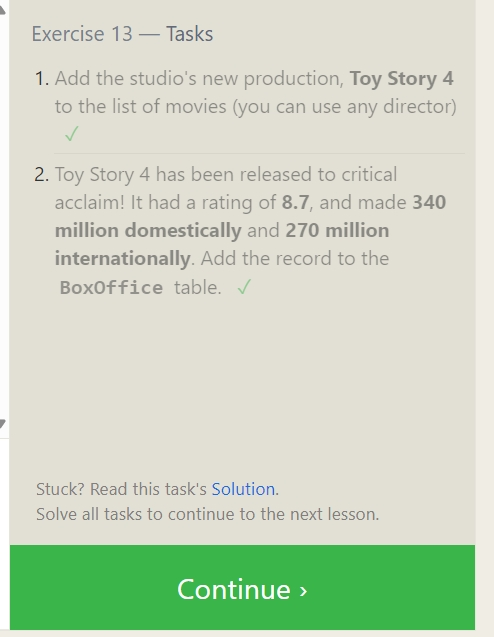 Exercise 13 — Tasks
1. Add the studio's new production, Toy Story 4
to the list of movies (you can use any director)
✓
2. Toy Story 4 has been released to critical
acclaim! It had a rating of 8.7, and made 340
million domestically and 270 million
internationally. Add the record to the
BoxOffice table. ✓
Stuck? Read this task's Solution.
Solve all tasks to continue to the next lesson.
Continue ›